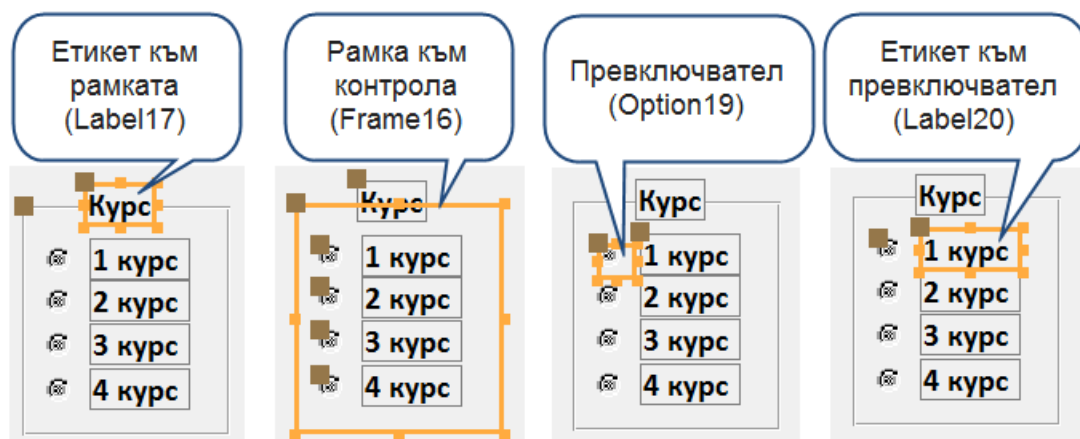 Етикет към
рамката
(Label17)
Рамка към
контрола
(Frame16)
Превключвател
(Option19)
Етикет към
превключвател
(Label20)
Курс
1 курс
2 курс
3 курс
4 курс
Курс
1 курс
2 курс
3 курс
4 курс
Курс
1 курс
2 курс
3 курс
4 курс
Курс
1 курс
2 курс
3 курс
4 курс